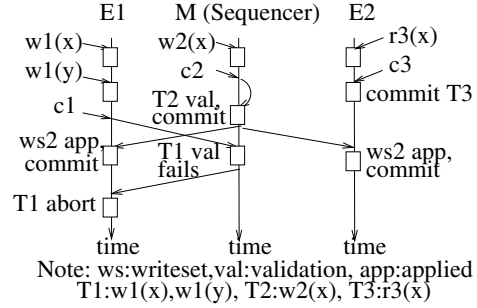 E1 M (Sequencer) E2
w1(x) w2(x) r3(x)
w1(y) c2 c3
T2 val, commit T3
c1 commit
ws2 app, T1 val ws2 app,
commit fails commit
T1 abort
time time time
Note: ws:writeset,val:validation, app:applied
T1:w1(x),w1(y), T2:w2(x), T3:r3(x)